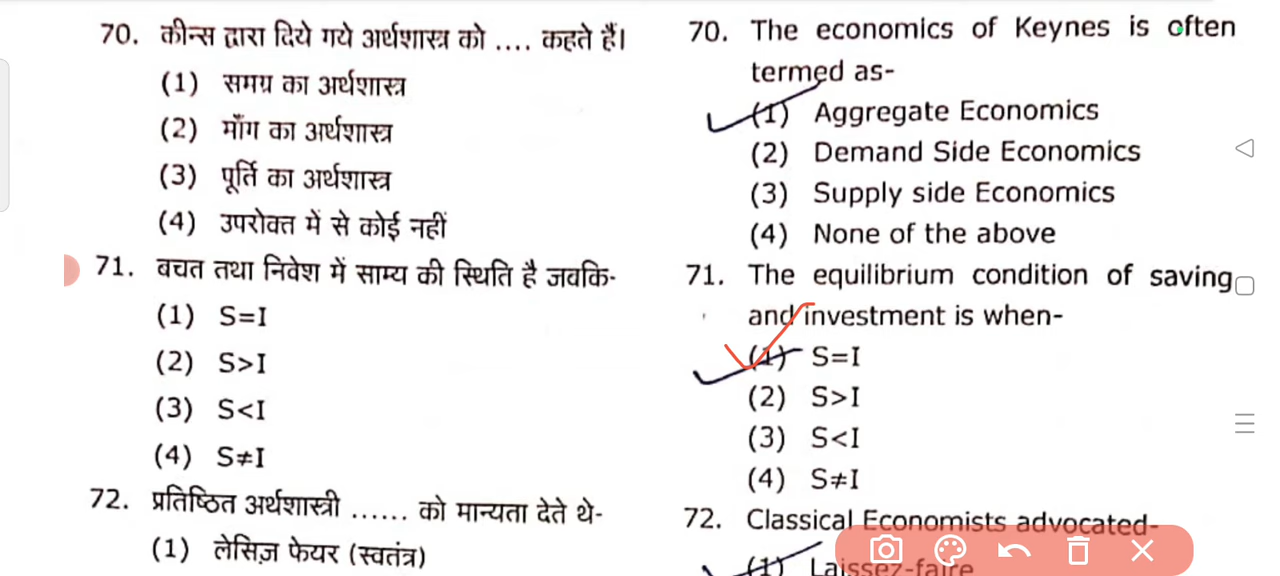 70. कीन्स द्वारा दिये गये अर्थशास्त्र को .... कहते हैं।
(1) समग्र का अर्थशास्त्र
(2) माँग का अर्थशास्त्र
(3) पूर्ति का अर्थशास्त्र
(4) उपरोक्त में से कोई नहीं
71. बचत तथा निवेश में साम्य की स्थिति है जवकि-
(1) S=I
(2) S>I
(3) S<I
(4) S≠I
72. प्रतिष्ठित अर्थशास्त्री ...... को मान्यता देते थे-
(1) लेसिज़ फेयर (स्वतंत्र)
70. The economics of Keynes is often
termed as-
(1) Aggregate Economics
(2) Demand Side Economics
(3) Supply side Economics
(4) None of the above
71. The equilibrium condition of saving
and investment is when-
(1) S=I
(2) S>I
(3) S<I
(4) S≠I
72. Classical Economists advocated-
(1) Laissez-faire